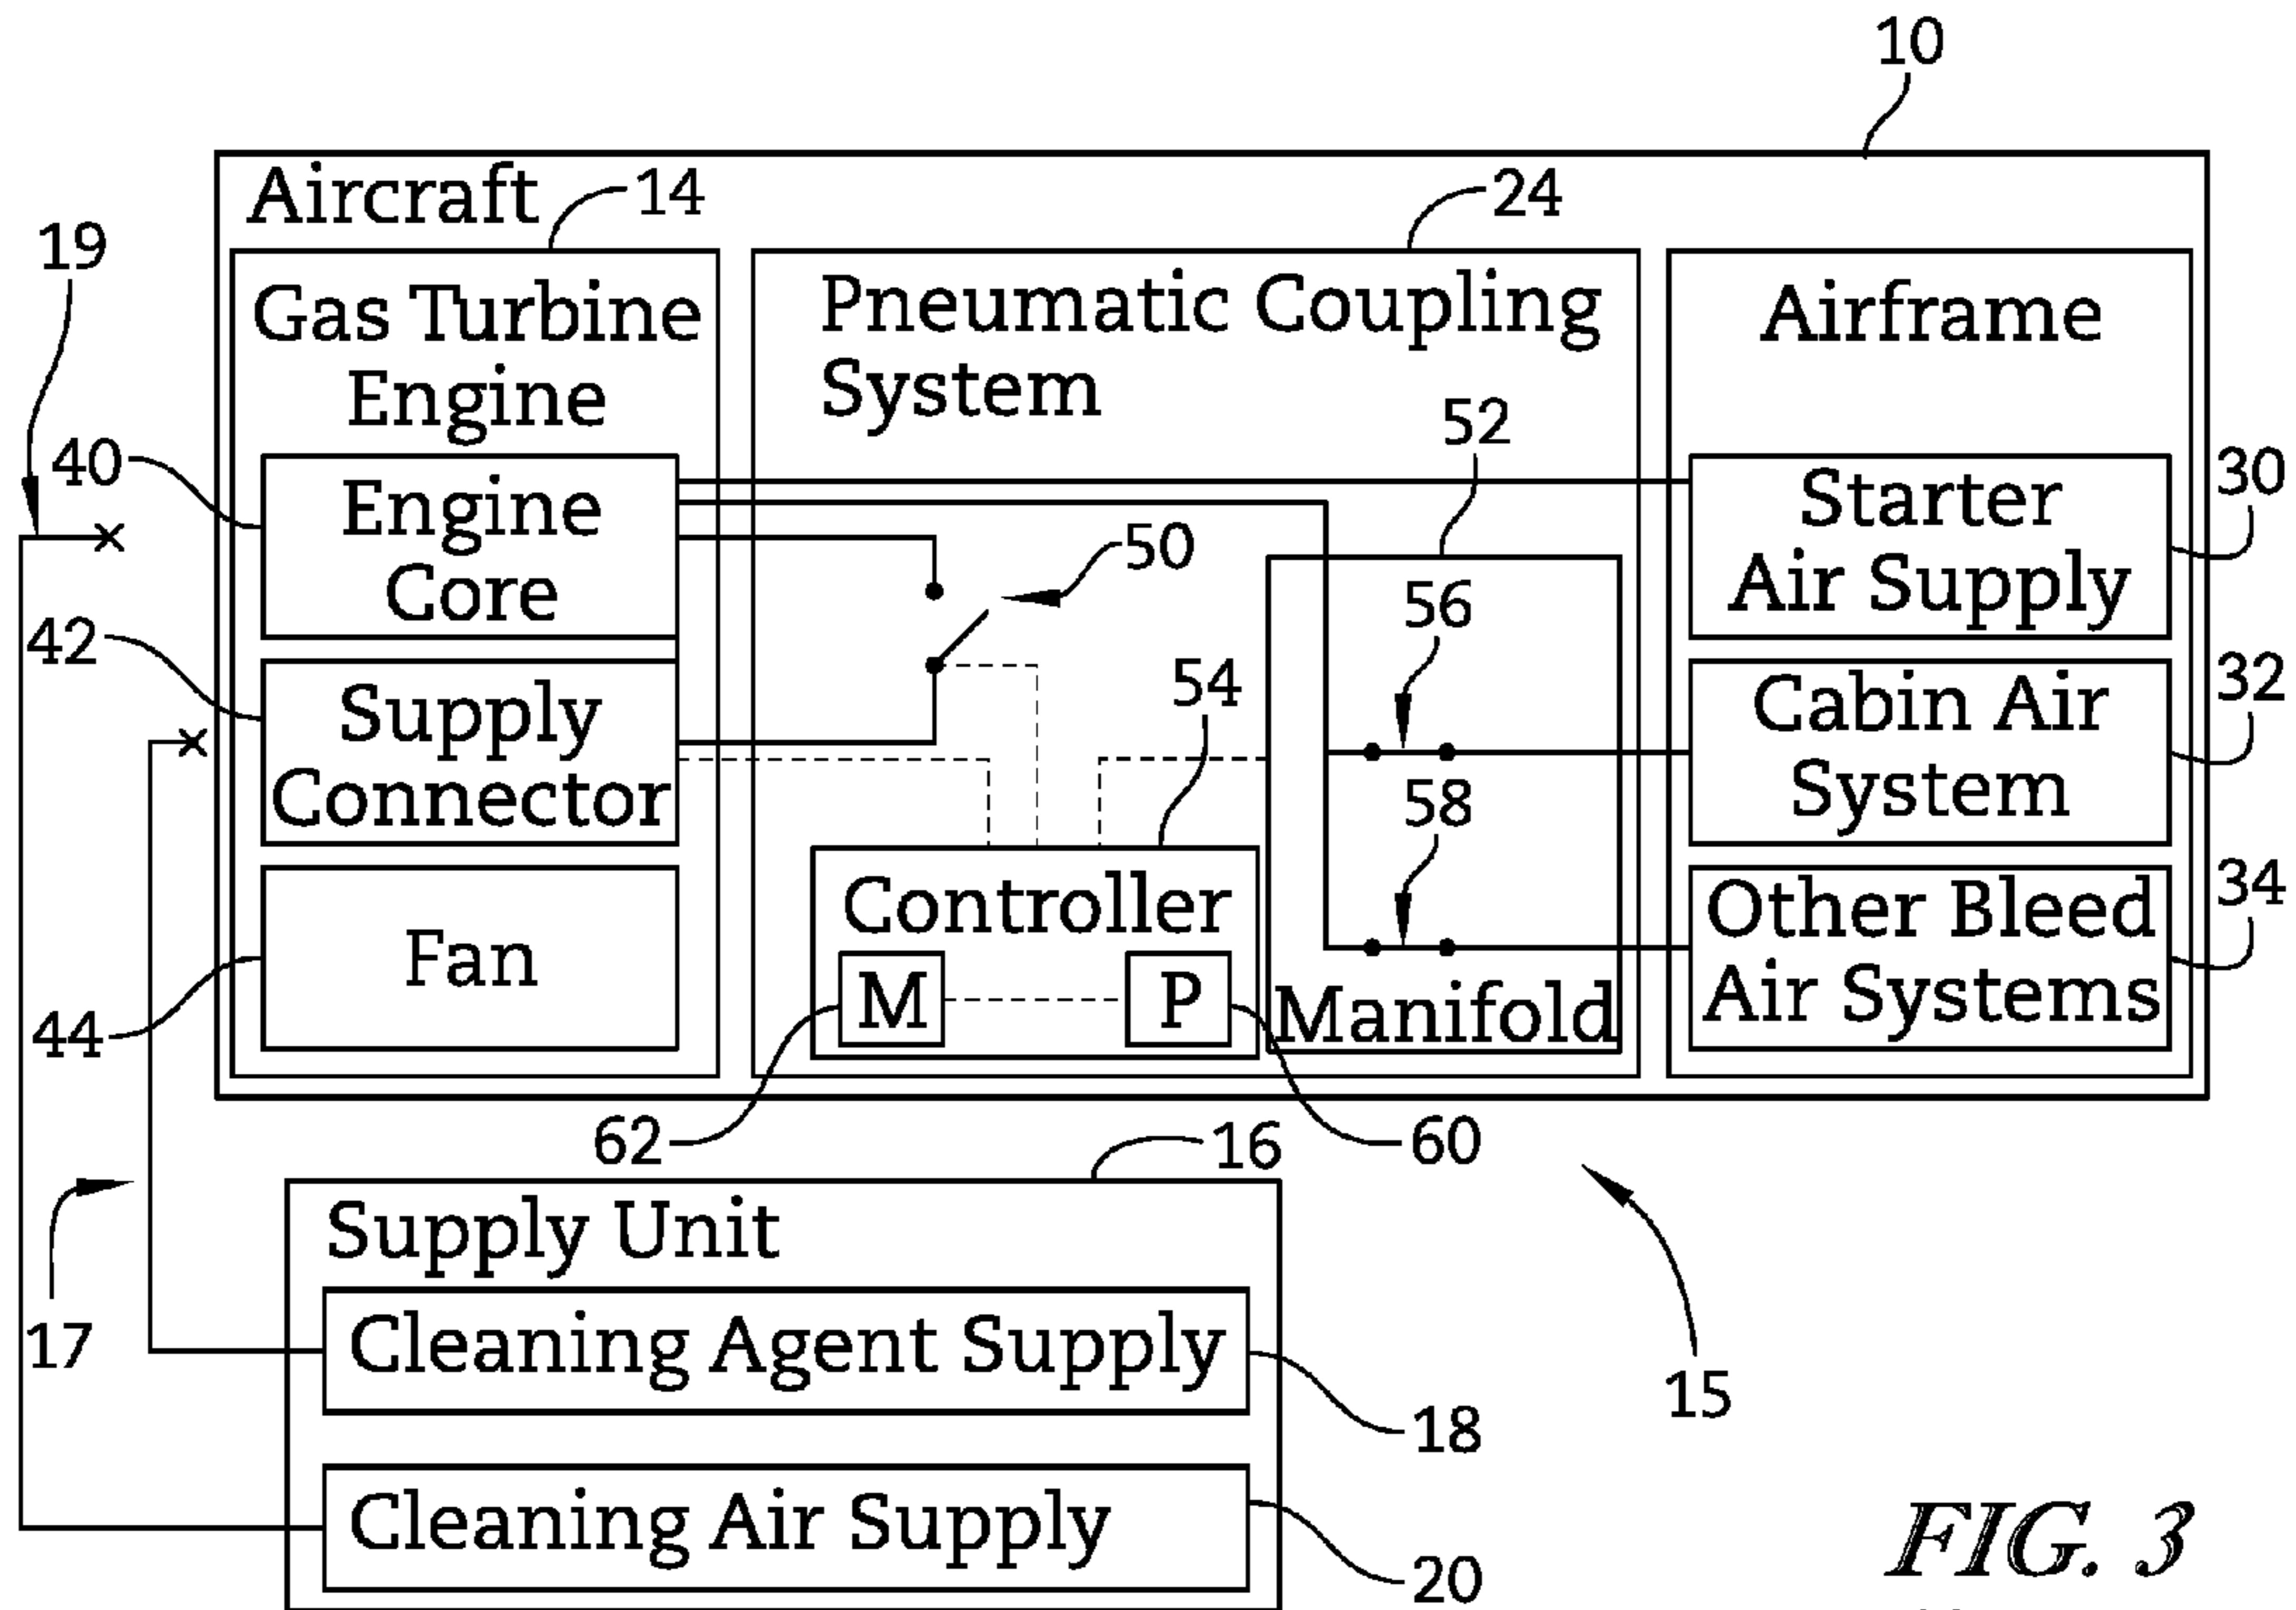 10
Aircraft
14
24
19
Gas Turbine
Engine
Pneumatic Coupling
System
Airframe
52
40
Engine
Core
50
56
Starter
Air Supply
30
42
Supply
Connector
54
58
Cabin Air
System
32
44
Fan
Controller
M
P
Manifold
Other Bleed
Air Systems
34
62
60
16
17
Supply Unit
Cleaning Agent Supply
18
15
Cleaning Air Supply
20
FIG. 3